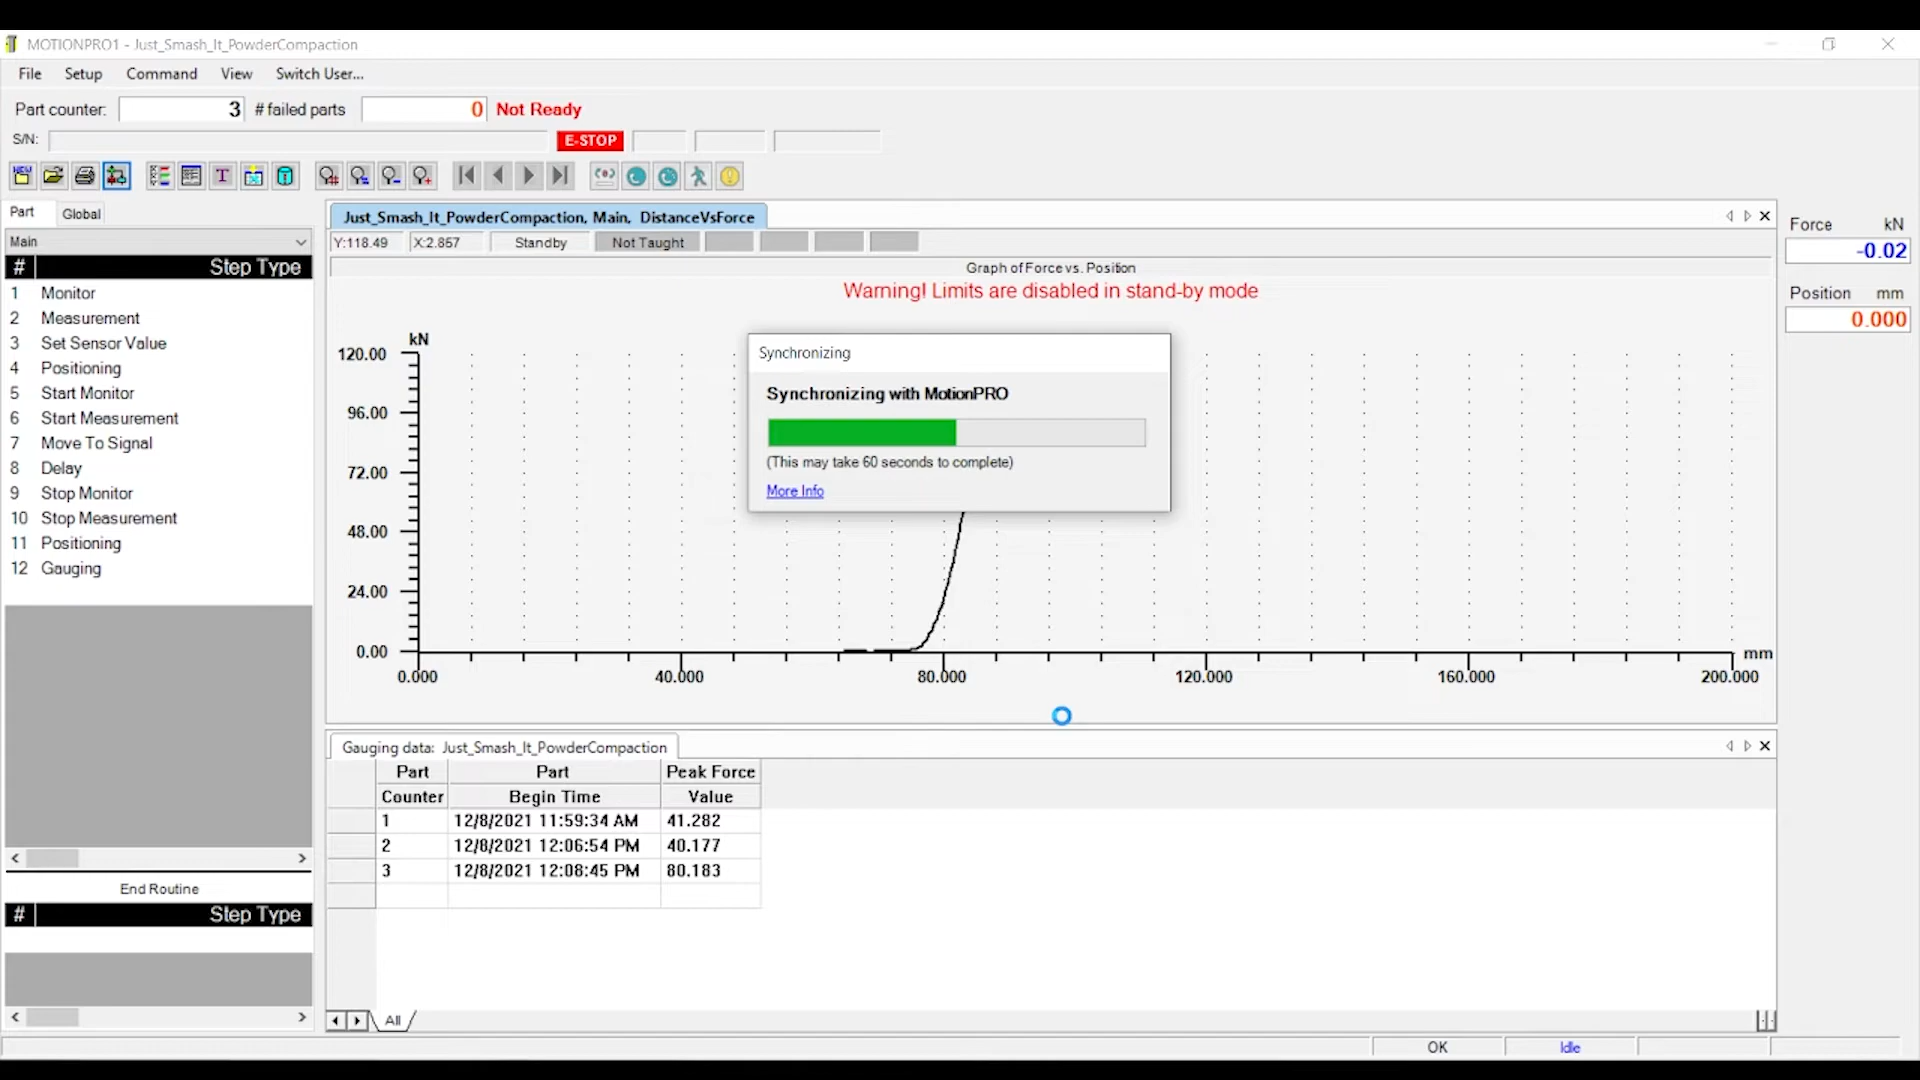 MOTIONPRO1 - Just_Smash_It_PowderCompaction
File Setup Command View Switch User...
Part counter: 3 # failed parts 0 Not Ready
S/N: E-STOP
NEW T
Part Global
Main
# Step Type
1 Monitor
2 Measurement
3 Set Sensor Value
4 Positioning
5 Start Monitor
6 Start Measurement
7 Move To Signal
8 Delay
9 Stop Monitor
10 Stop Measurement
11 Positioning
12 Gauging
End Routine
# Step Type
Just_Smash_It_PowderCompaction, Main, DistanceVsForce
Y:118.49 X:2.857 Standby Not Taught
Graph of Force vs. Position
Warning! Limits are disabled in stand-by mode
kN
120.00
96.00
72.00
48.00
24.00
0.00
0.000 40.000 80.000 120.000 160.000 200.000
mm
Synchronizing
Synchronizing with MotionPRO
(This may take 60 seconds to complete)
More Info
Force kN
-0.02
Position mm
0.000
Gauging data: Just_Smash_It_PowderCompaction
Part Part Peak Force
Counter Begin Time Value
1 12/8/2021 11:59:34 AM 41.282
2 12/8/2021 12:06:54 PM 40.177
3 12/8/2021 12:08:45 PM 80.183
All
OK Idle